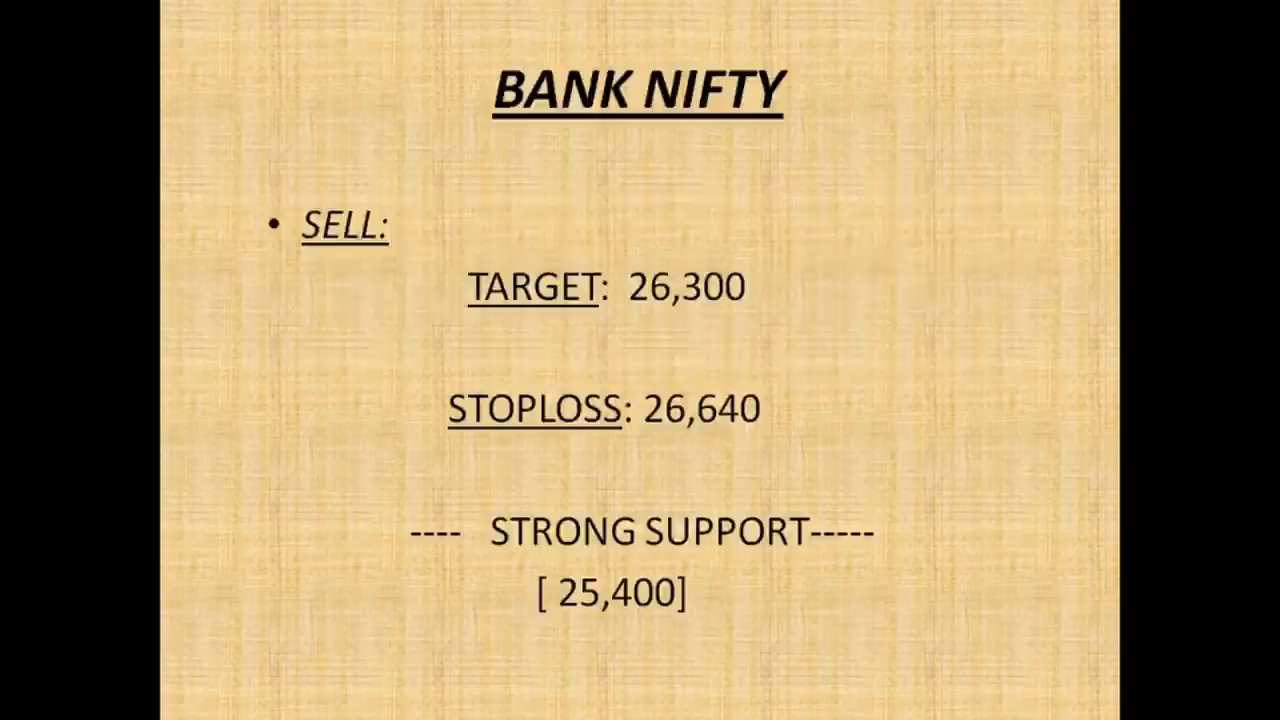 BANK NIFTY
• SELL:
TARGET: 26,300
STOPLOSS: 26,640
---- STRONG SUPPORT-----
[ 25,400]